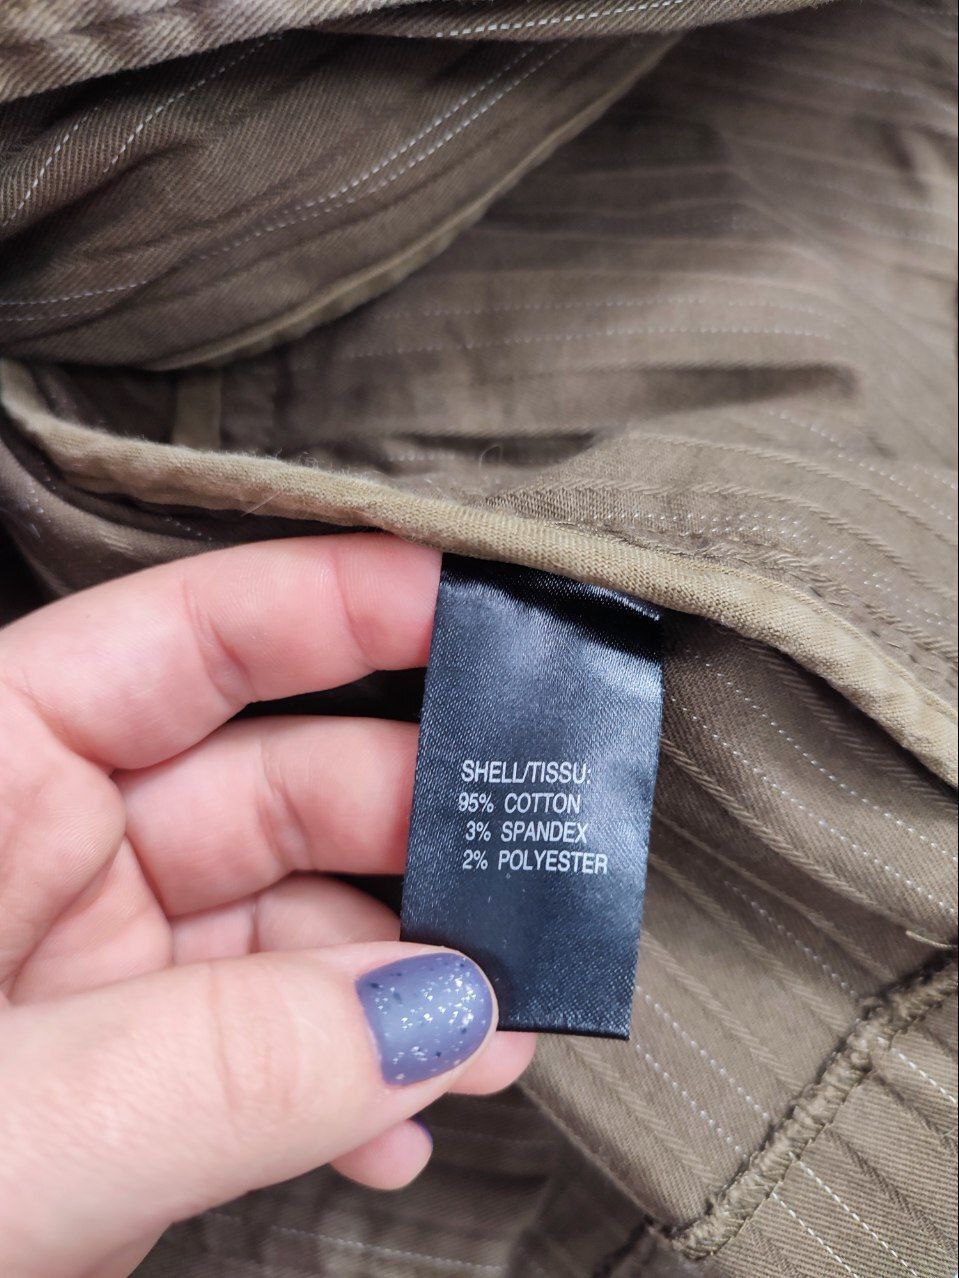 SHELL/TISSU:
95% COTTON
3% SPANDEX
2% POLYESTER